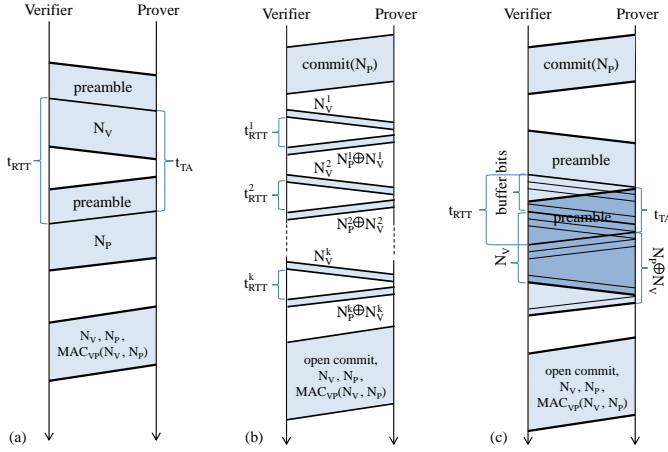 Verifier Prover
preamble
N_V
t_RTT
t_TA
preamble
N_P
N_V, N_P,
MAC_VP(N_V, N_P)
(a)
Verifier Prover
commit(N_P)
N_V^1
t_RTT^1
N_P^1⊕N_V^1
N_V^2
t_RTT^2
N_P^2⊕N_V^2
N_V^k
t_RTT^k
N_P^k⊕N_V^k
open commit,
N_V, N_P,
MAC_VP(N_V, N_P)
(b)
Verifier Prover
commit(N_P)
preamble
buffer bits
preamble
t_RTT
t_TA
N_V
N_P⊕N_V
open commit,
N_V, N_P,
MAC_VP(N_V, N_P)
(c)